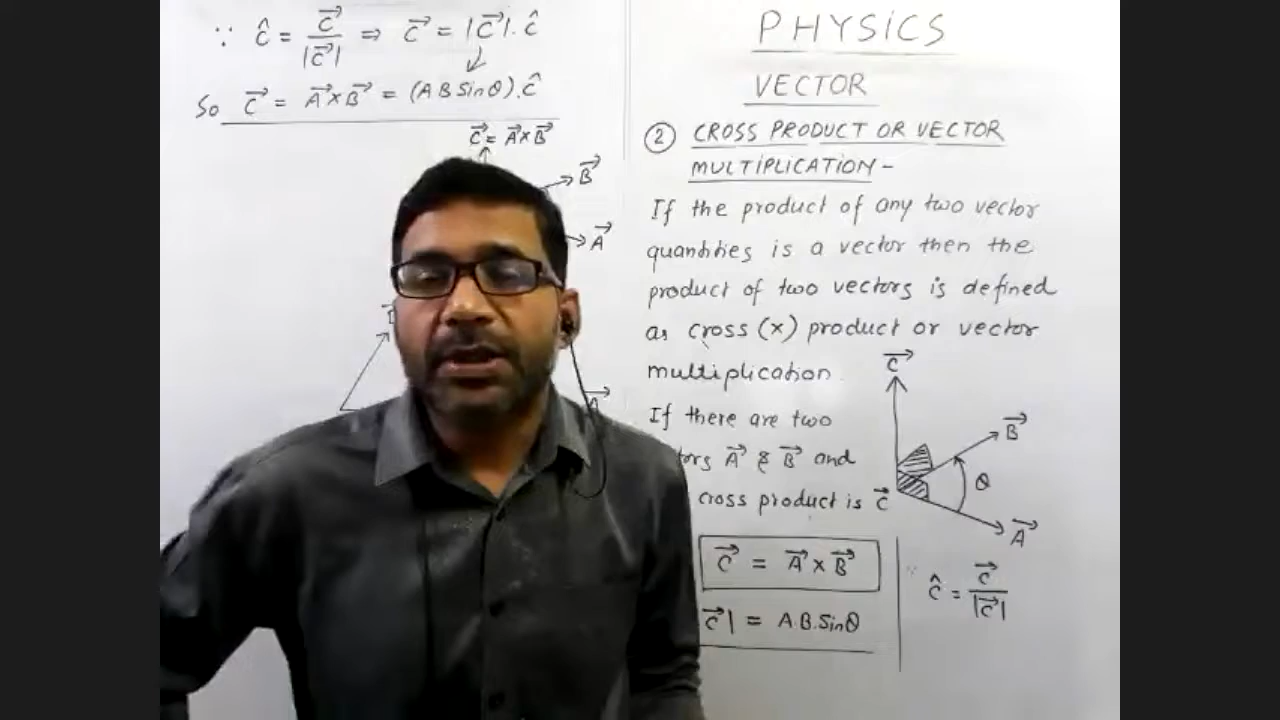 ∵ ĉ = C⃗ / |C⃗| ⇒ C⃗ = |C⃗|. ĉ
So C⃗ = A⃗ × B⃗ = (A B Sinθ). ĉ
C⃗ = A⃗ × B⃗
B⃗
A⃗
PHYSICS
VECTOR
② CROSS PRODUCT OR VECTOR
MULTIPLICATION -
If the product of any two vector
quantities is a vector then the
product of two vectors is defined
as cross (×) product or vector
multiplication.
If there are two
A⃗ & B⃗ and
cross product is C⃗
C⃗
B⃗
θ
A⃗
C⃗ = A⃗ × B⃗
C⃗| = A.B.Sinθ
ĉ = C⃗ / |C⃗|